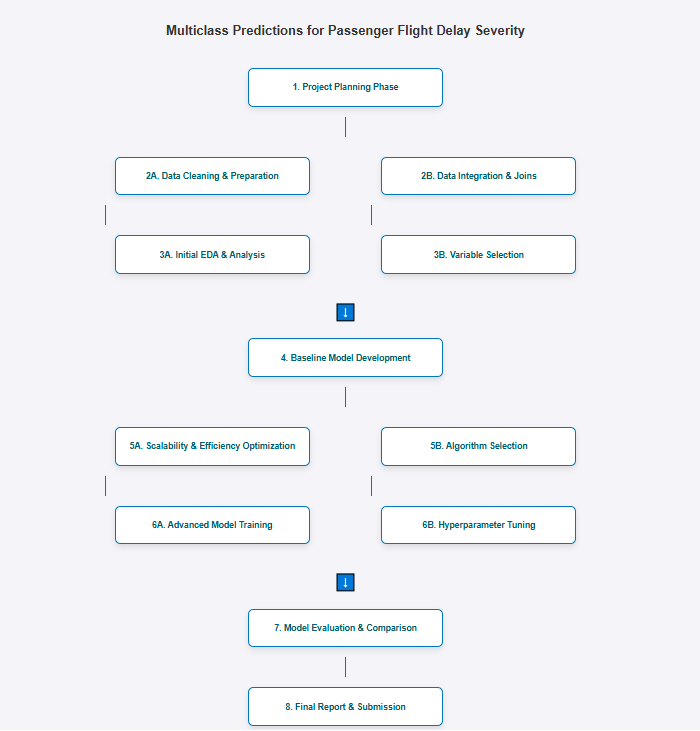 Multiclass Predictions for Passenger Flight Delay Severity
1. Project Planning Phase
2A. Data Cleaning & Preparation
2B. Data Integration & Joins
3A. Initial EDA & Analysis
3B. Variable Selection
↓
4. Baseline Model Development
5A. Scalability & Efficiency Optimization
5B. Algorithm Selection
6A. Advanced Model Training
6B. Hyperparameter Tuning
↓
7. Model Evaluation & Comparison
8. Final Report & Submission